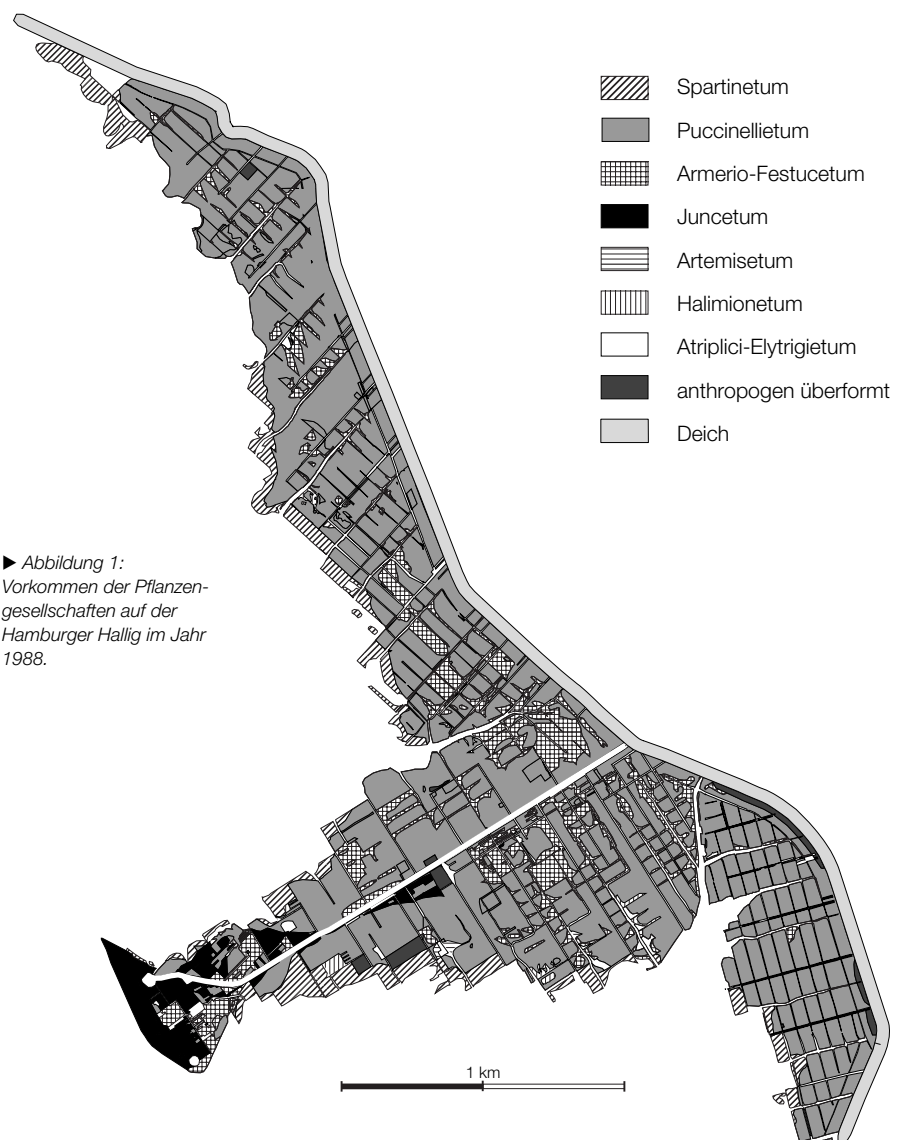 Spartinetum
Puccinellietum
Armerio-Festucetum
Juncetum
Artemisetum
Halimionetum
Atriplici-Elytrigietum
anthropogen überformt
Deich
▶ Abbildung 1:
Vorkommen der Pflanzen-
gesellschaften auf der
Hamburger Hallig im Jahr
1988.
1 km